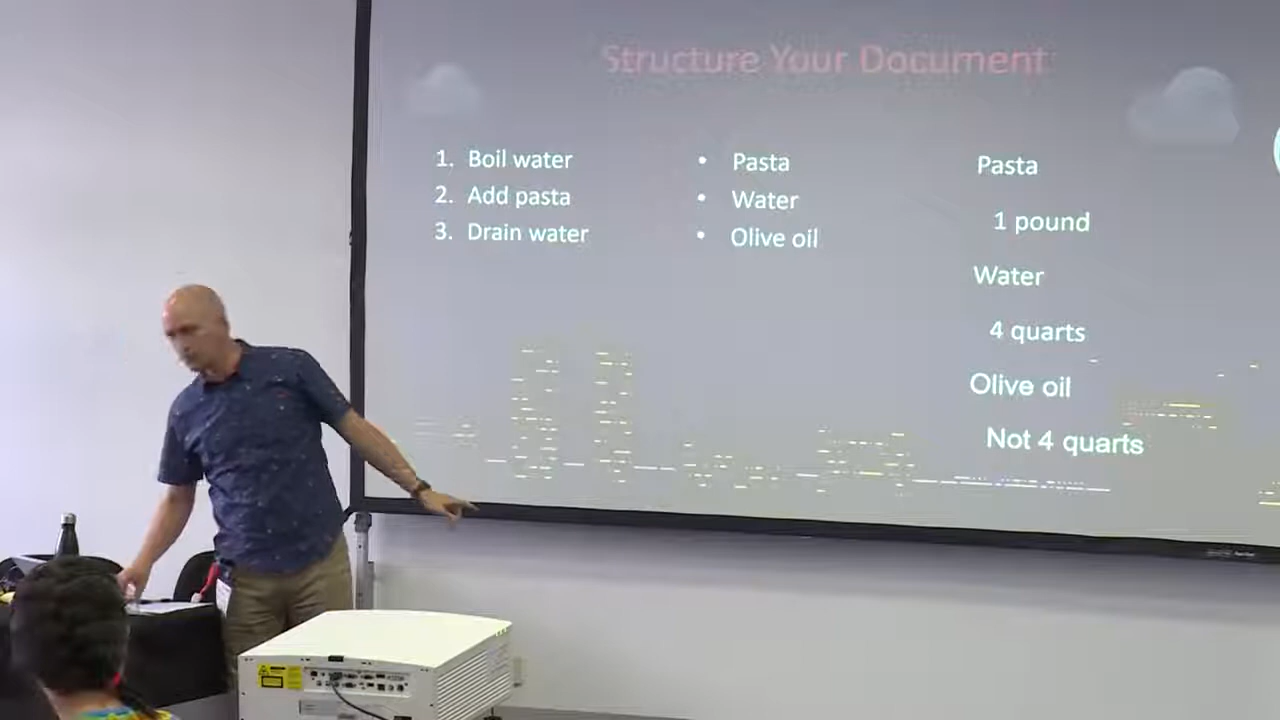 Structure Your Document
1. Boil water
2. Add pasta
3. Drain water
• Pasta
• Water
• Olive oil
Pasta
1 pound
Water
4 quarts
Olive oil
Not 4 quarts